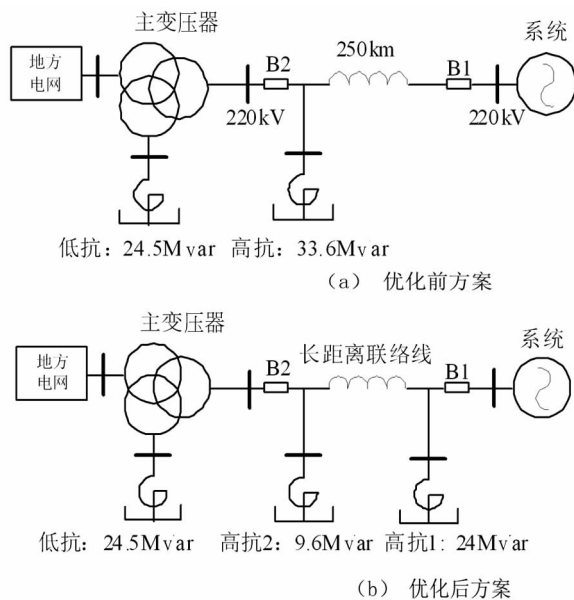 主变压器
250km
系统
地方
电网
B2
B1
220kV
220kV
低抗：24.5Mvar 高抗：33.6Mvar
（a） 优化前方案
主变压器
长距离联络线
系统
地方
电网
B2
B1
低抗：24.5Mvar 高抗2：9.6Mvar 高抗1：24Mvar
（b） 优化后方案